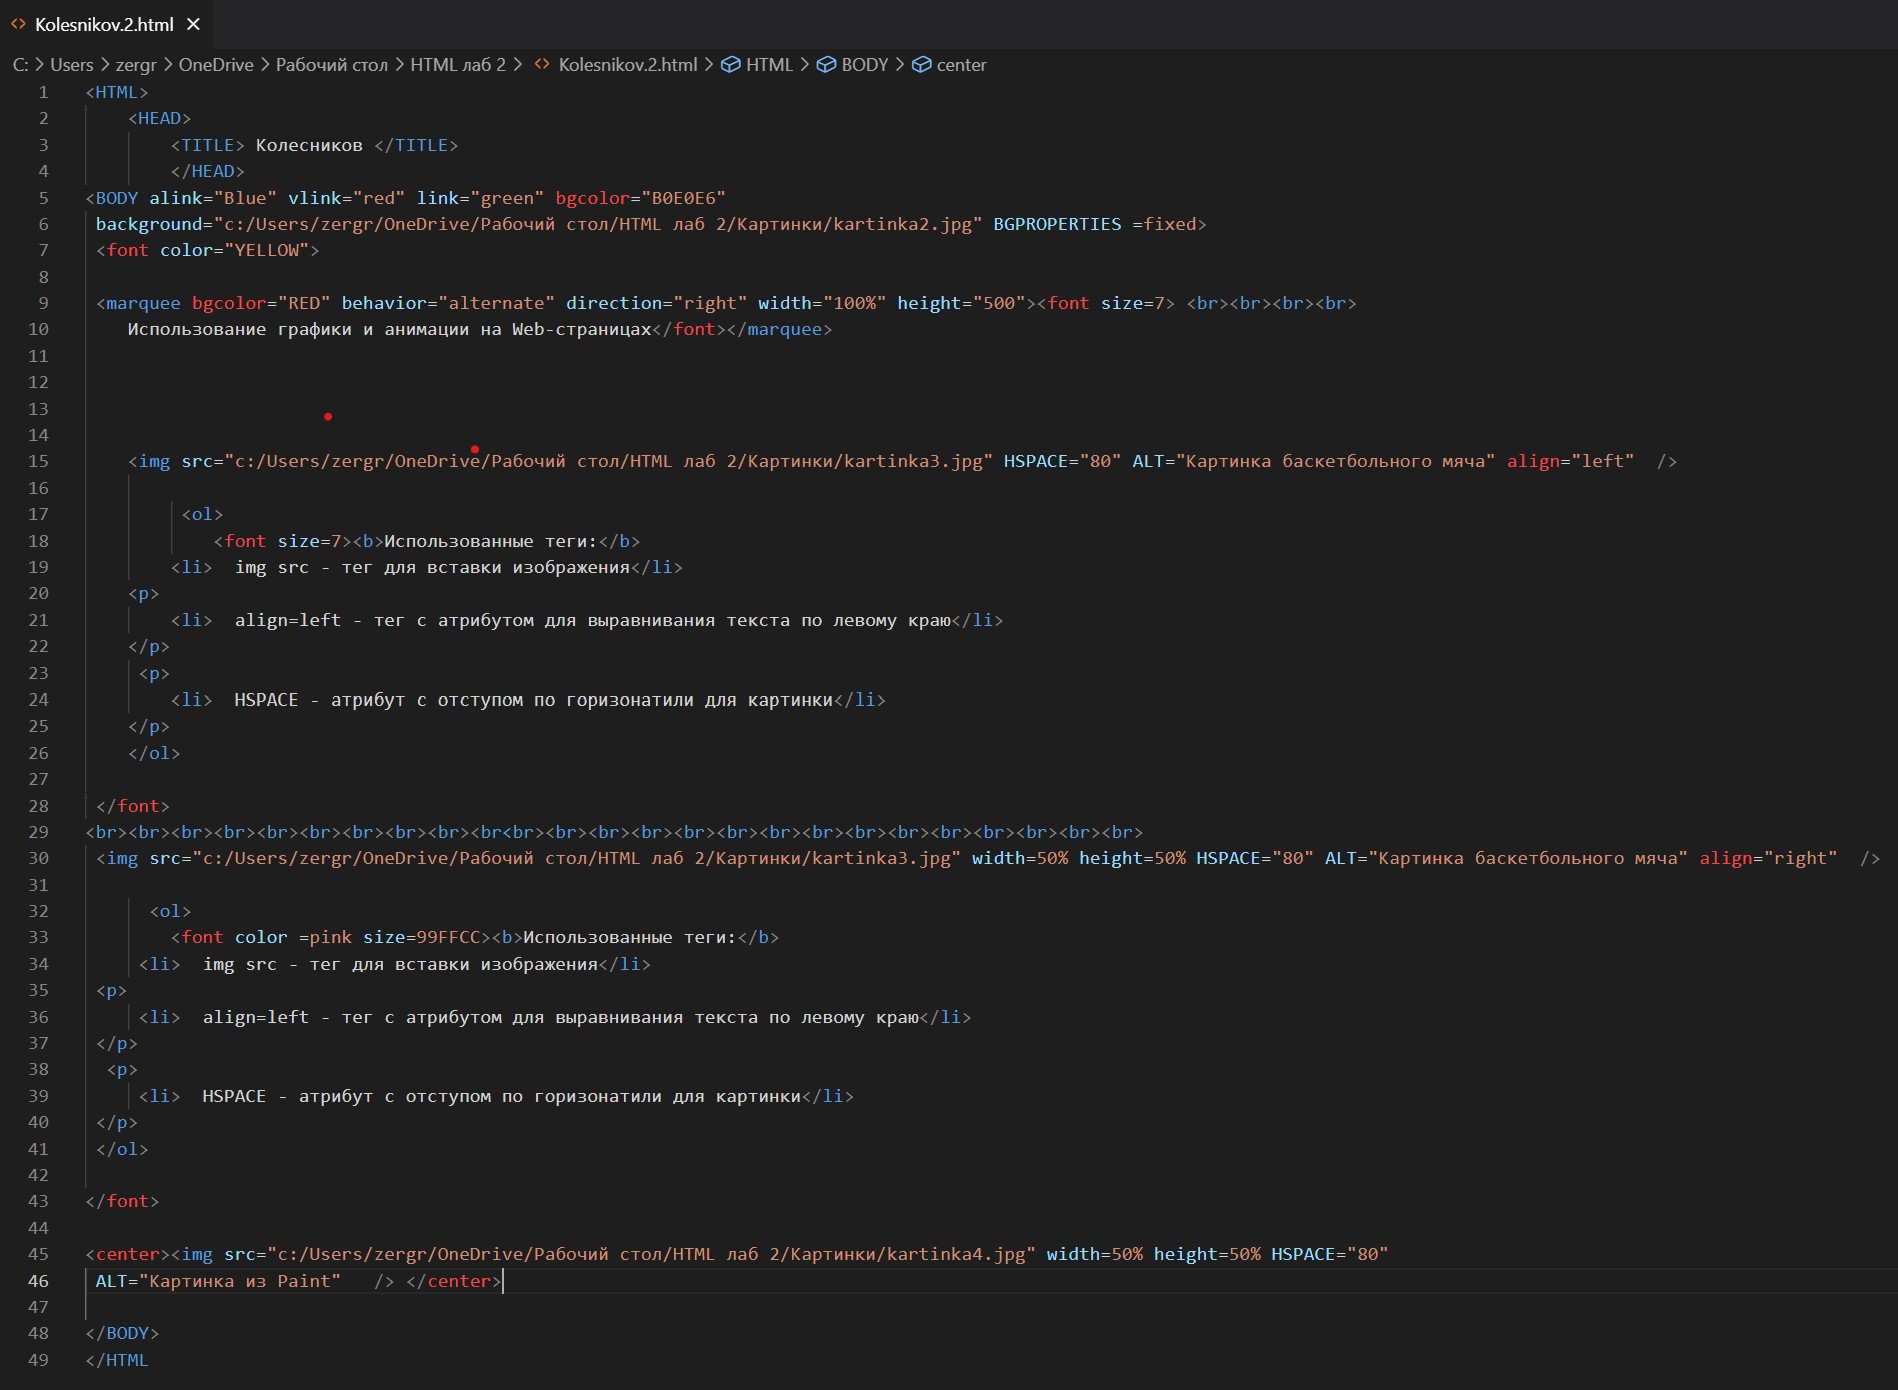 Kolesnikov.2.html
C: > Users > zergr > OneDrive > Рабочий стол > HTML лаб 2 > Kolesnikov.2.html > HTML > BODY > center
1 <HTML>
2 <HEAD>
3 <TITLE> Колесников </TITLE>
4 </HEAD>
5 <BODY alink="Blue" vlink="red" link="green" bgcolor="B0E0E6"
6 background="c:/Users/zergr/OneDrive/Рабочий стол/HTML лаб 2/Картинки/kartinka2.jpg" BGPROPERTIES =fixed>
7 <font color="YELLOW">
8
9 <marquee bgcolor="RED" behavior="alternate" direction="right" width="100%" height="500"><font size=7> <br><br><br><br>
10 Использование графики и анимации на Web-страницах</font></marquee>
11
12
13
14
15 <img src="c:/Users/zergr/OneDrive/Рабочий стол/HTML лаб 2/Картинки/kartinka3.jpg" HSPACE="80" ALT="Картинка баскетбольного мяча" align="left"  />
16
17 <ol>
18 <font size=7><b>Использованные теги:</b>
19 <li>  img src - тег для вставки изображения</li>
20 <p>
21 <li>  align=left - тег с атрибутом для выравнивания текста по левому краю</li>
22 </p>
23 <p>
24 <li>  HSPACE - атрибут с отступом по горизонатили для картинки</li>
25 </p>
26 </ol>
27
28 </font>
29 <br><br><br><br><br><br><br><br><br><br<br><br><br><br><br><br><br><br><br><br><br><br><br><br><br>
30 <img src="c:/Users/zergr/OneDrive/Рабочий стол/HTML лаб 2/Картинки/kartinka3.jpg" width=50% height=50% HSPACE="80" ALT="Картинка баскетбольного мяча" align="right"  />
31
32 <ol>
33 <font color =pink size=99FFCC><b>Использованные теги:</b>
34 <li>  img src - тег для вставки изображения</li>
35 <p>
36 <li>  align=left - тег с атрибутом для выравнивания текста по левому краю</li>
37 </p>
38 <p>
39 <li>  HSPACE - атрибут с отступом по горизонатили для картинки</li>
40 </p>
41 </ol>
42
43 </font>
44
45 <center><img src="c:/Users/zergr/OneDrive/Рабочий стол/HTML лаб 2/Картинки/kartinka4.jpg" width=50% height=50% HSPACE="80"
46 ALT="Картинка из Paint"   /> </center>
47
48 </BODY>
49 </HTML